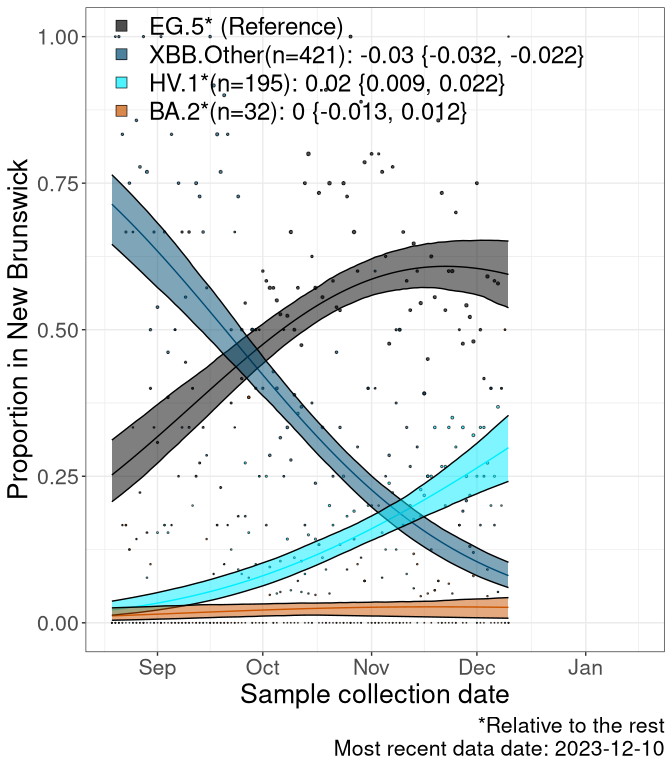 EG.5* (Reference)
XBB.Other(n=421): -0.03 {-0.032, -0.022}
HV.1*(n=195): 0.02 {0.009, 0.022}
BA.2*(n=32): 0 {-0.013, 0.012}
1.00
0.75
0.50
0.25
0.00
Proportion in New Brunswick
Sep Oct Nov Dec Jan
Sample collection date
*Relative to the rest
Most recent data date: 2023-12-10